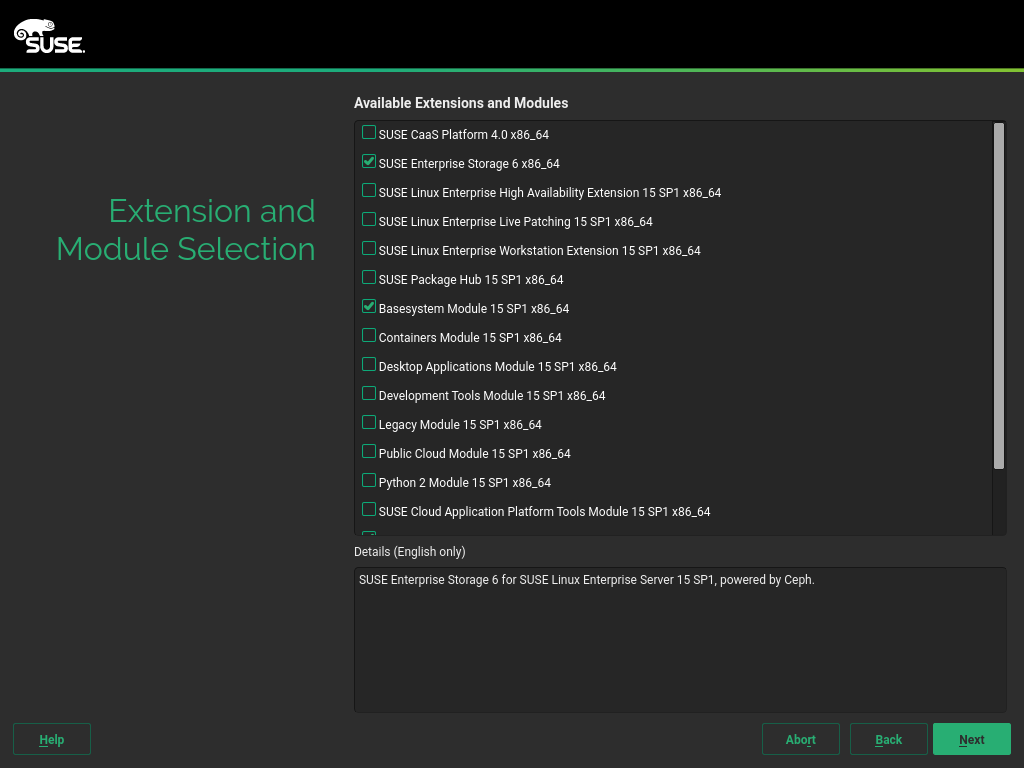 SUSE
Available Extensions and Modules
SUSE CaaS Platform 4.0 x86_64
SUSE Enterprise Storage 6 x86_64
SUSE Linux Enterprise High Availability Extension 15 SP1 x86_64
SUSE Linux Enterprise Live Patching 15 SP1 x86_64
SUSE Linux Enterprise Workstation Extension 15 SP1 x86_64
SUSE Package Hub 15 SP1 x86_64
Basesystem Module 15 SP1 x86_64
Containers Module 15 SP1 x86_64
Desktop Applications Module 15 SP1 x86_64
Development Tools Module 15 SP1 x86_64
Legacy Module 15 SP1 x86_64
Public Cloud Module 15 SP1 x86_64
Python 2 Module 15 SP1 x86_64
SUSE Cloud Application Platform Tools Module 15 SP1 x86_64
Extension and
Module Selection
Details (English only)
SUSE Enterprise Storage 6 for SUSE Linux Enterprise Server 15 SP1, powered by Ceph.
Help
Abort
Back
Next